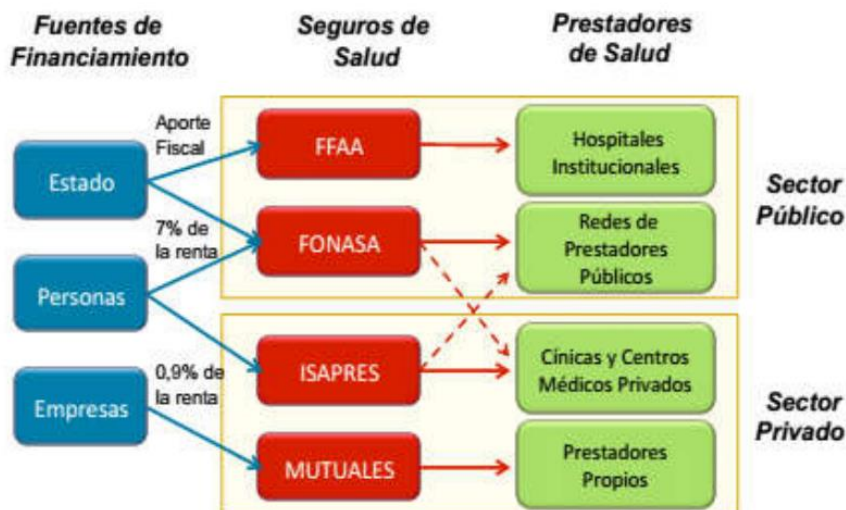 Fuentes de
Financiamiento
Seguros de
Salud
Prestadores
de Salud
Aporte
Fiscal
Estado
FFAA
Hospitales
Institucionales
Sector
Público
7% de
la renta
FONASA
Redes de
Prestadores
Públicos
Personas
ISAPRES
Cínicas y Centros
Médicos Privados
0,9% de
la renta
Empresas
Sector
Privado
MUTUALES
Prestadores
Propios